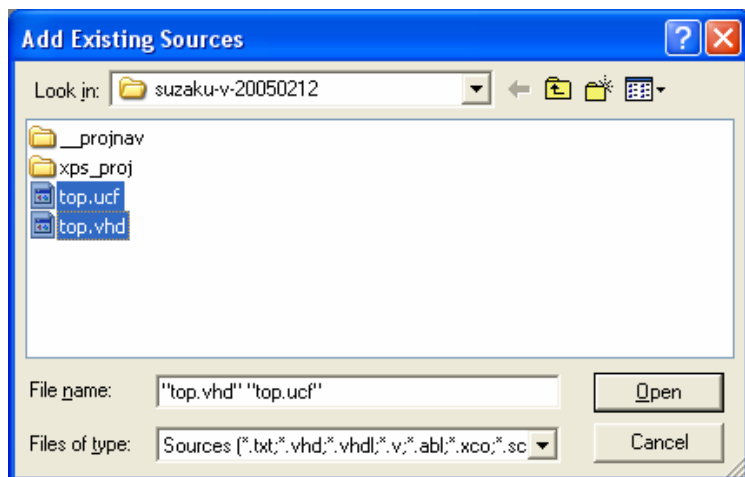 Add Existing Sources
Look in: suzaku-v-20050212
__projnav
xps_proj
top.ucf
top.vhd
File name: "top.vhd" "top.ucf" Open
Files of type: Sources (*.txt;*.vhd;*.vhdl;*.v;*.abl;*.xco;*.sc Cancel